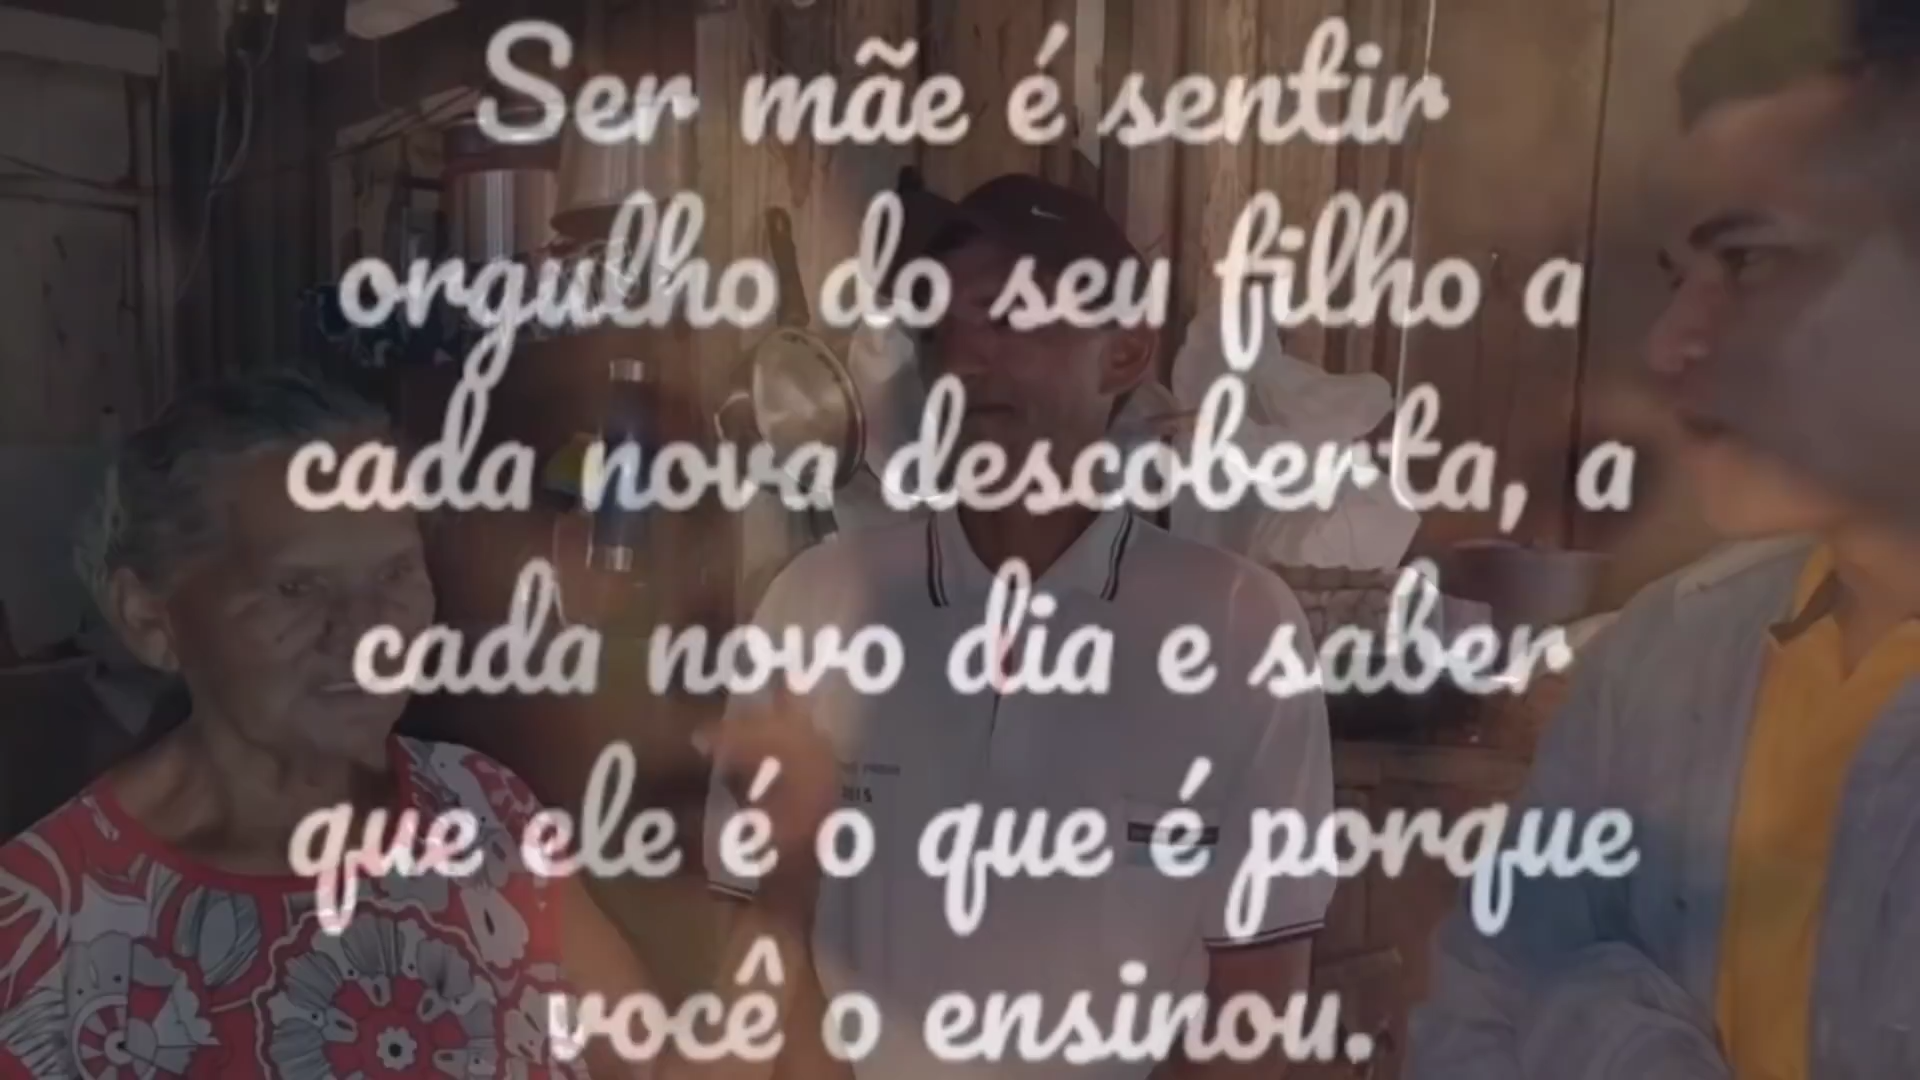 Ser mãe é sentir
orgulho do seu filho a
cada nova descoberta, a
cada novo dia e saber
que ele é o que é porque
você o ensinou.